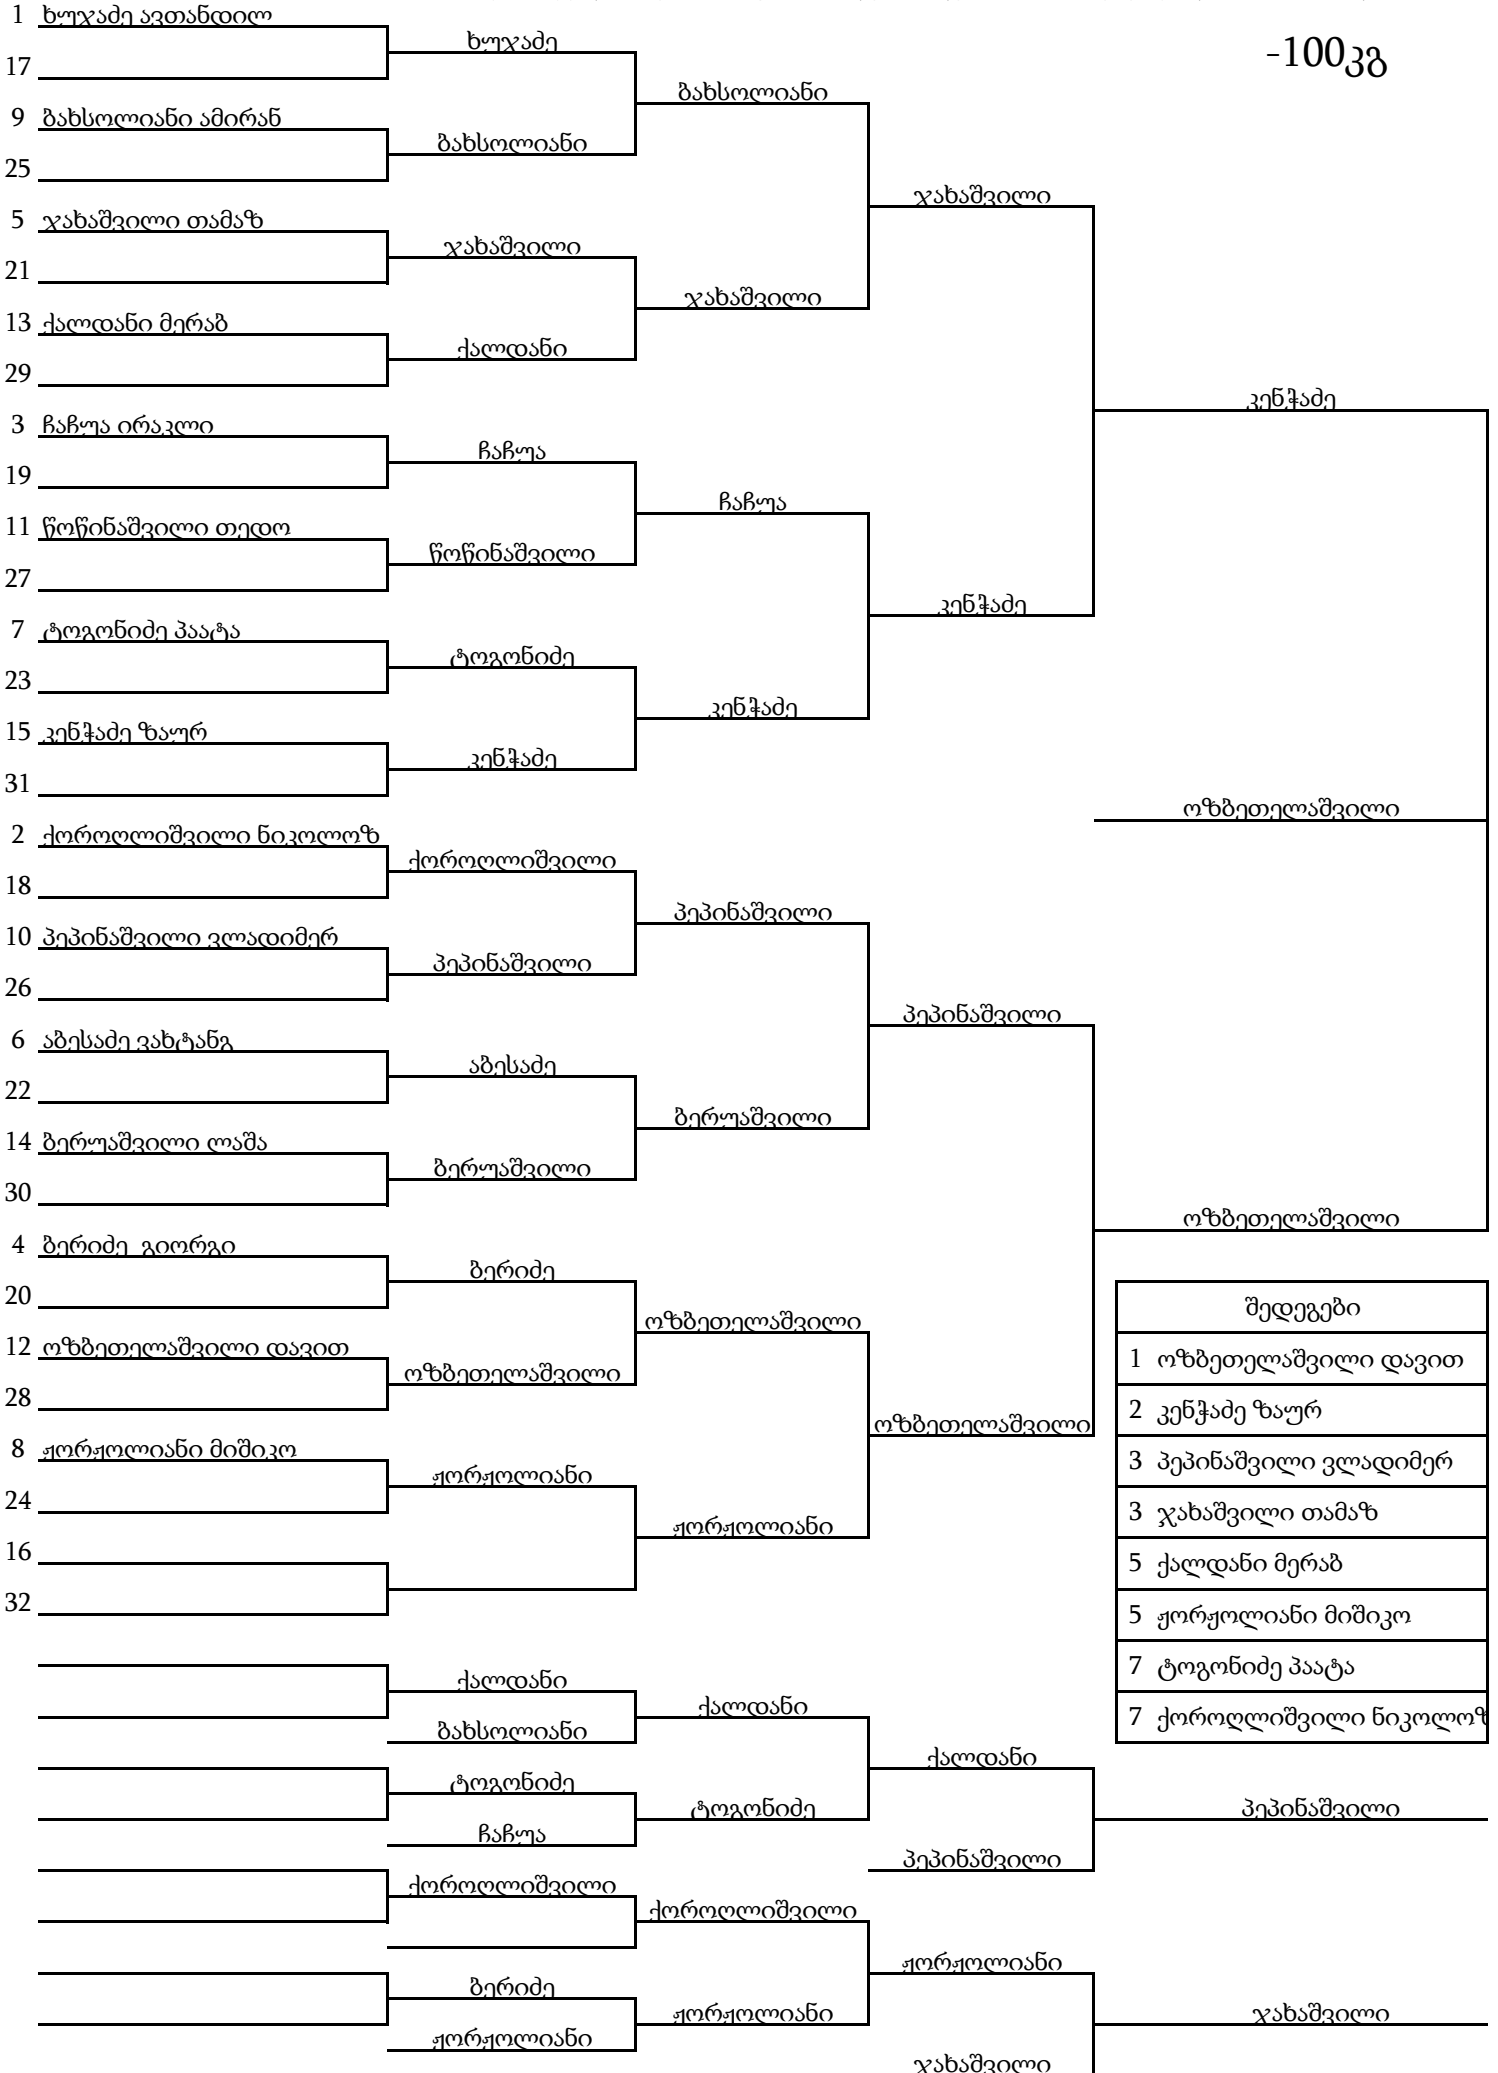 -100კგ
1 ხუჯაძე ავთანდილ
17
9 ბახსოლიანი ამირან
25
5 ჯახაშვილი თამაზ
21
13 ქალდანი მერაბ
29
3 ჩაჩუა ირაკლი
19
11 წოწინაშვილი თედო
27
7 ტოგონიძე პაატა
23
15 კენჭაძე ზაურ
31
2 ქოროღლიშვილი ნიკოლოზ
18
10 პეპინაშვილი ვლადიმერ
26
6 აბესაძე ვახტანგ
22
14 ბერუაშვილი ლაშა
30
4 ბერიძე გიორგი
20
12 ოზბეთელაშვილი დავით
28
8 ჟორჟოლიანი მიშიკო
24
16
32
ხუჯაძე
ბახსოლიანი
ჯახაშვილი
ქალდანი
ჩაჩუა
წოწინაშვილი
ტოგონიძე
კენჭაძე
ქოროღლიშვილი
პეპინაშვილი
აბესაძე
ბერუაშვილი
ბერიძე
ოზბეთელაშვილი
ჟორჟოლიანი
ბახსოლიანი
ჯახაშვილი
ჩაჩუა
კენჭაძე
პეპინაშვილი
ბერუაშვილი
ოზბეთელაშვილი
ჟორჟოლიანი
ჯახაშვილი
კენჭაძე
პეპინაშვილი
ოზბეთელაშვილი
კენჭაძე
ოზბეთელაშვილი
ოზბეთელაშვილი
შედეგები
1 ოზბეთელაშვილი დავით
2 კენჭაძე ზაურ
3 პეპინაშვილი ვლადიმერ
3 ჯახაშვილი თამაზ
5 ქალდანი მერაბ
5 ჟორჟოლიანი მიშიკო
7 ტოგონიძე პაატა
7 ქოროღლიშვილი ნიკოლოზ
ქალდანი
ბახსოლიანი
ტოგონიძე
ჩაჩუა
ქოროღლიშვილი
ბერიძე
ჟორჟოლიანი
ქალდანი
ტოგონიძე
ქოროღლიშვილი
ჟორჟოლიანი
ქალდანი
პეპინაშვილი
ჟორჟოლიანი
ჯახაშვილი
პეპინაშვილი
ჯახაშვილი